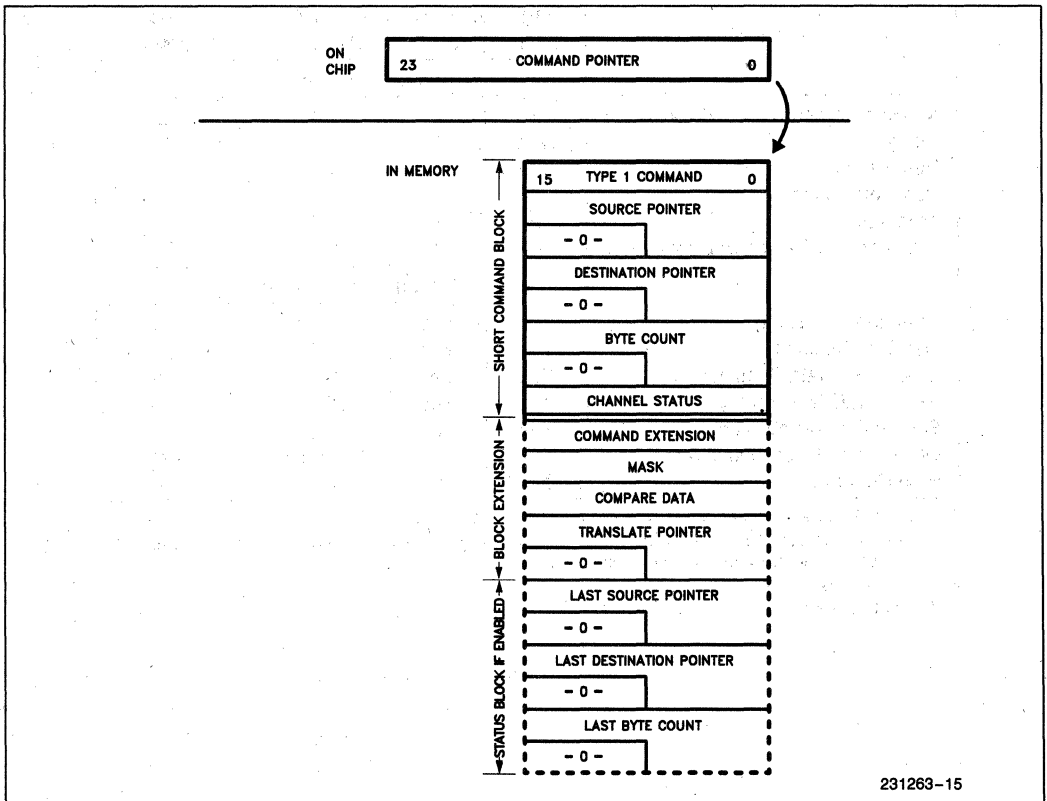 ON
CHIP
23 COMMAND POINTER 0
IN MEMORY
15 TYPE 1 COMMAND 0
SOURCE POINTER
- 0 -
DESTINATION POINTER
- 0 -
BYTE COUNT
- 0 -
CHANNEL STATUS
SHORT COMMAND BLOCK
COMMAND EXTENSION
MASK
COMPARE DATA
TRANSLATE POINTER
- 0 -
BLOCK EXTENSION
LAST SOURCE POINTER
- 0 -
LAST DESTINATION POINTER
- 0 -
LAST BYTE COUNT
- 0 -
STATUS BLOCK IF ENABLED
231263-15